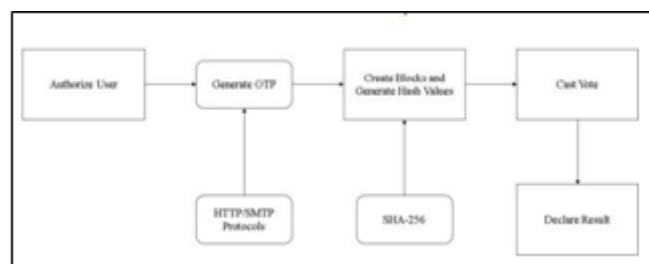 Authorize User
Generate OTP
Create Blocks and
Generate Hash Values
Cast Vote
HTTP/SMTP
Protocols
SHA-256
Declare Result